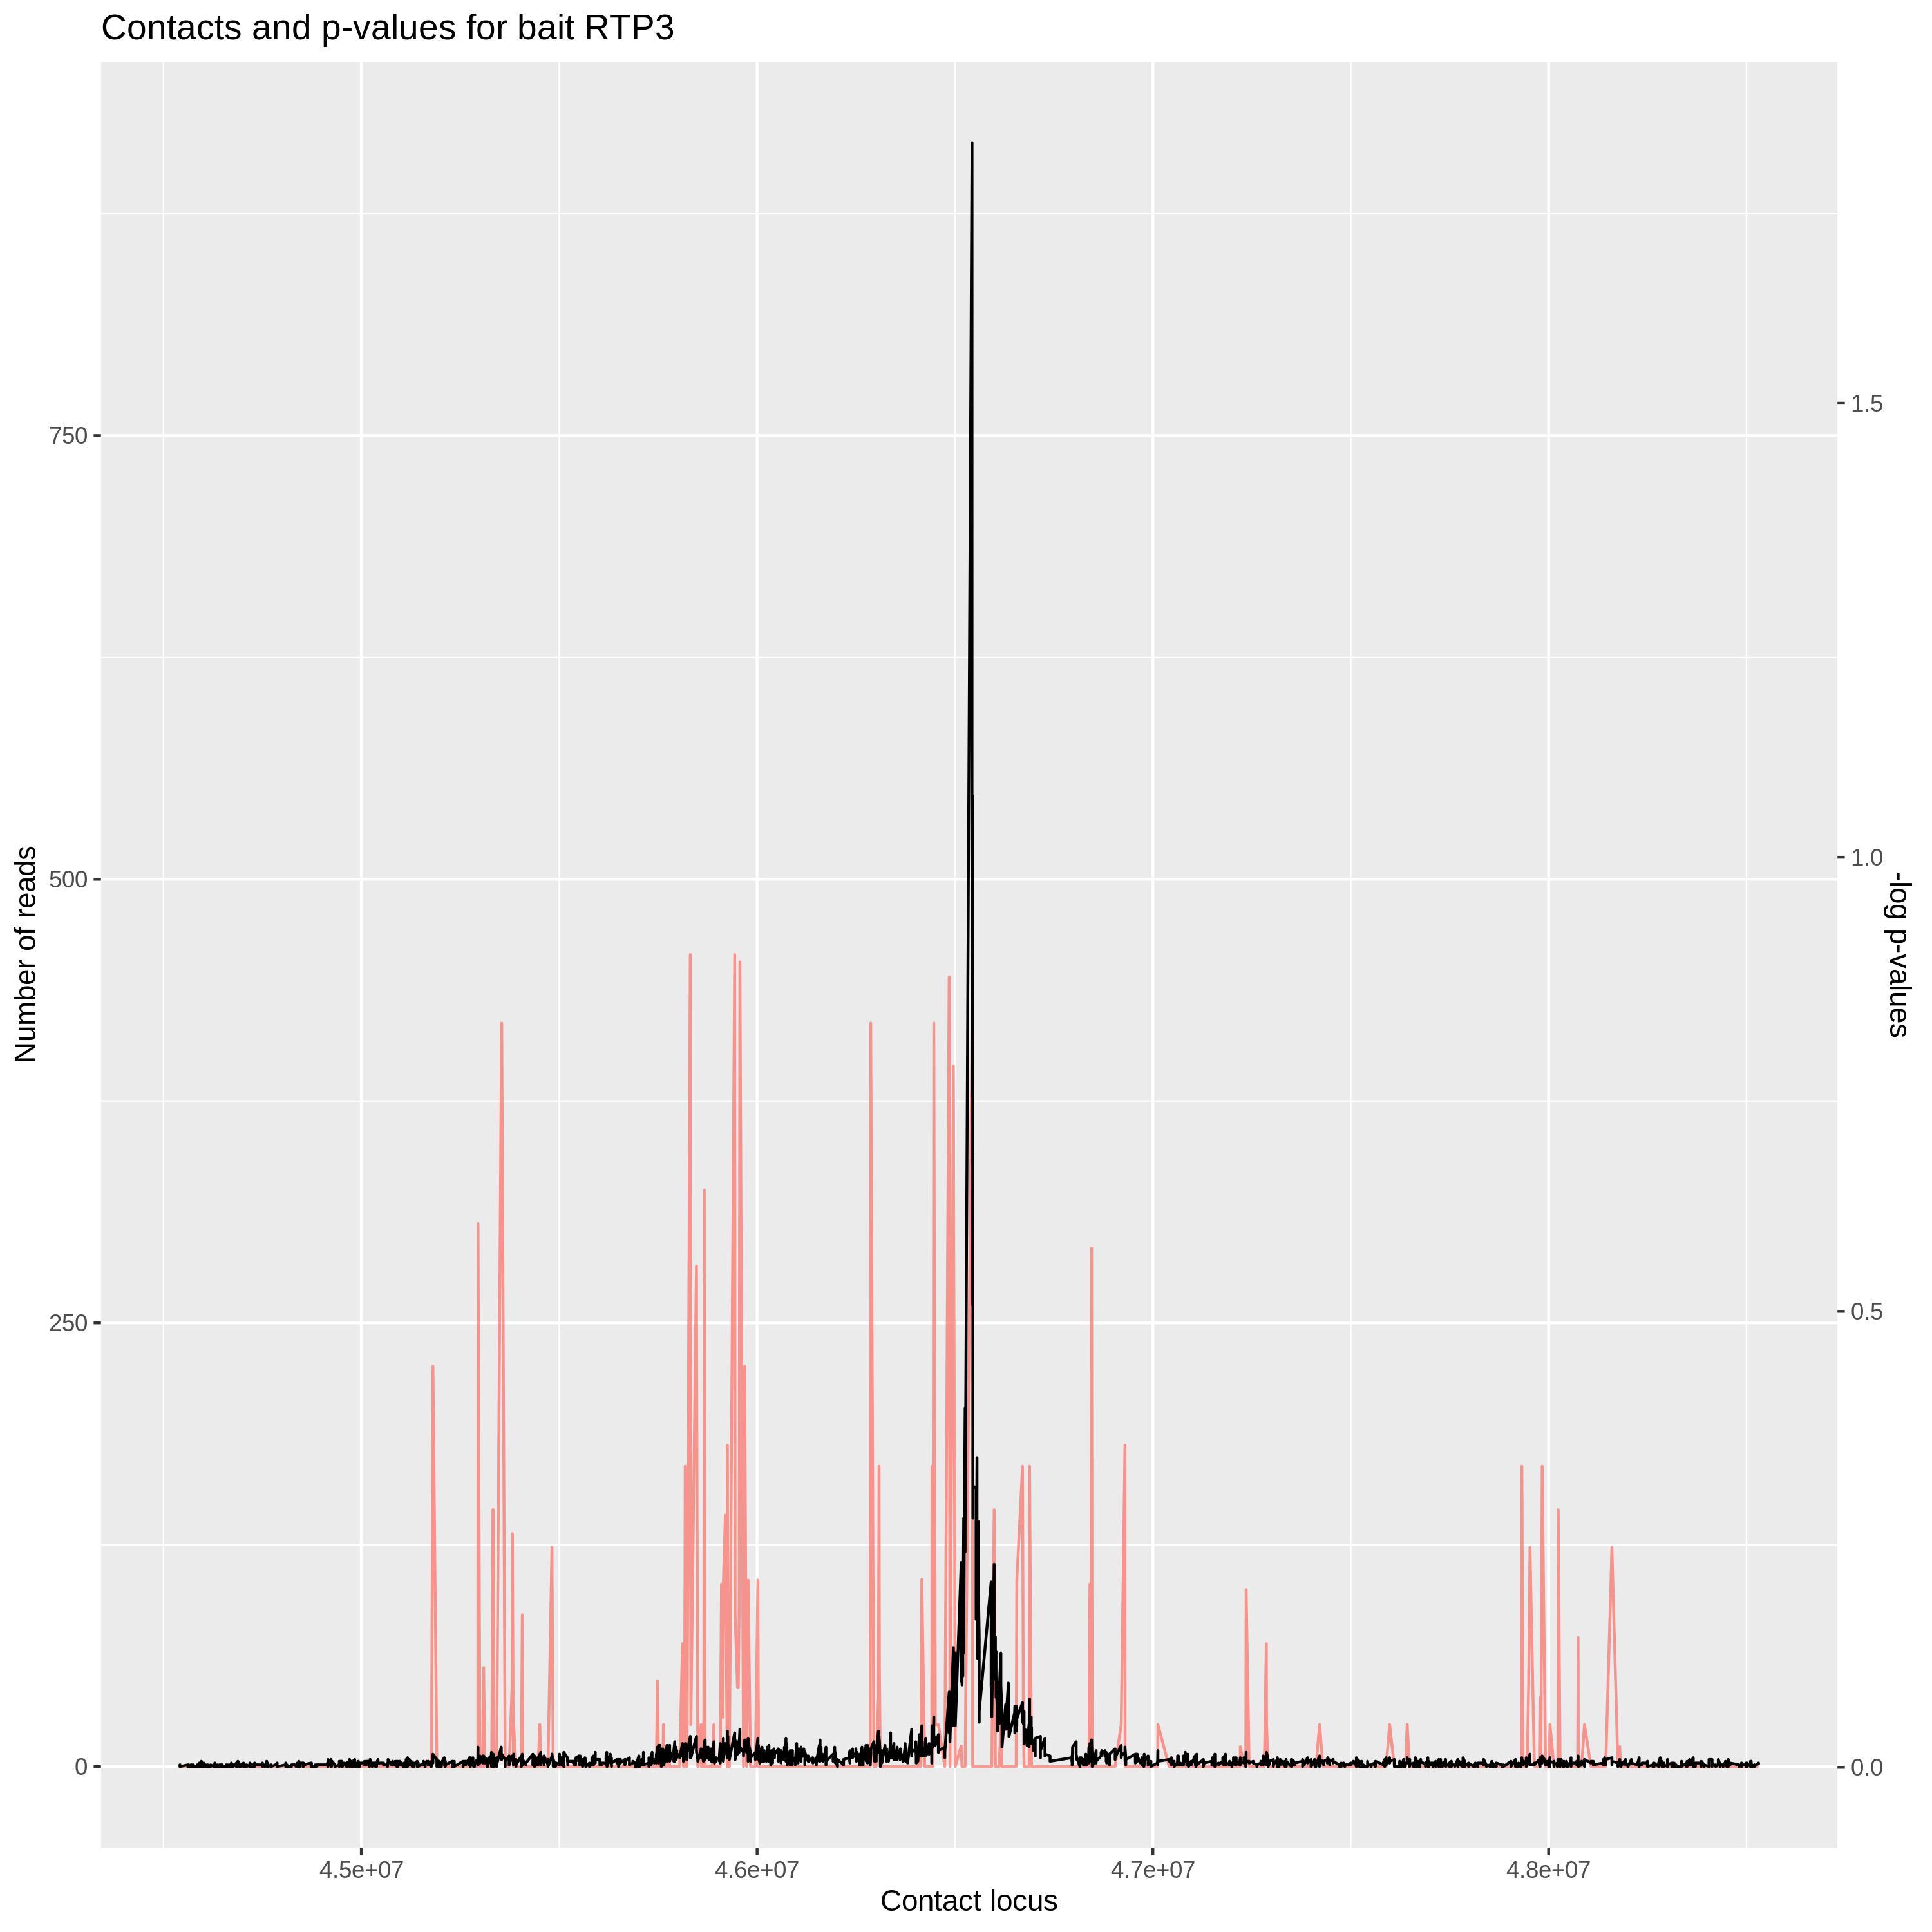 Contacts and p-values for bait RTP3
750
500
250
0
1.5
1.0
0.5
0.0
Number of reads
-log p-values
4.5e+07 4.6e+07 4.7e+07 4.8e+07
Contact locus